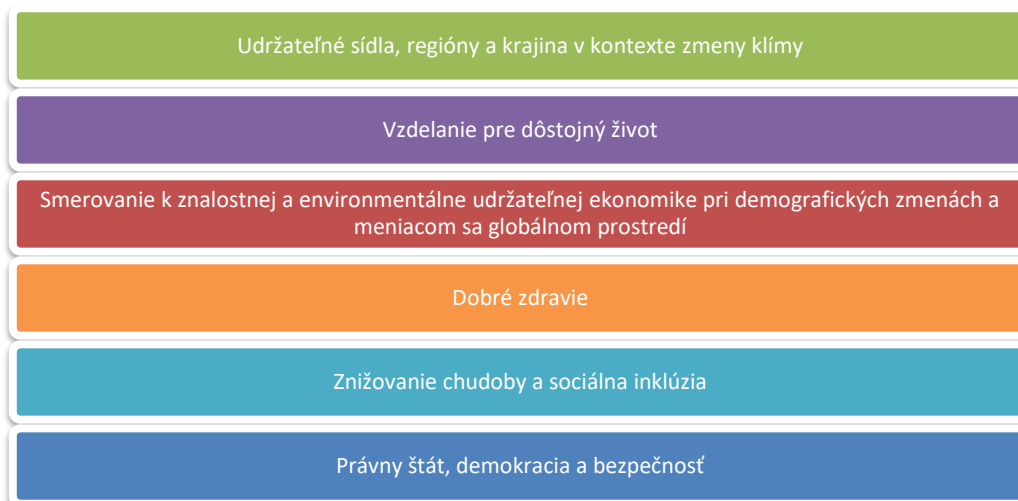 Udržateľné sídla, regióny a krajina v kontexte zmeny klímy
Vzdelanie pre dôstojný život
Smerovanie k znalostnej a environmentálne udržateľnej ekonomike pri demografických zmenách a
meniacom sa globálnom prostredí
Dobré zdravie
Znižovanie chudoby a sociálna inklúzia
Právny štát, demokracia a bezpečnosť